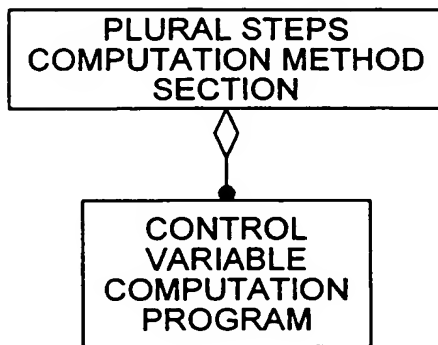 PLURAL STEPS
COMPUTATION METHOD
SECTION
CONTROL
VARIABLE
COMPUTATION
PROGRAM